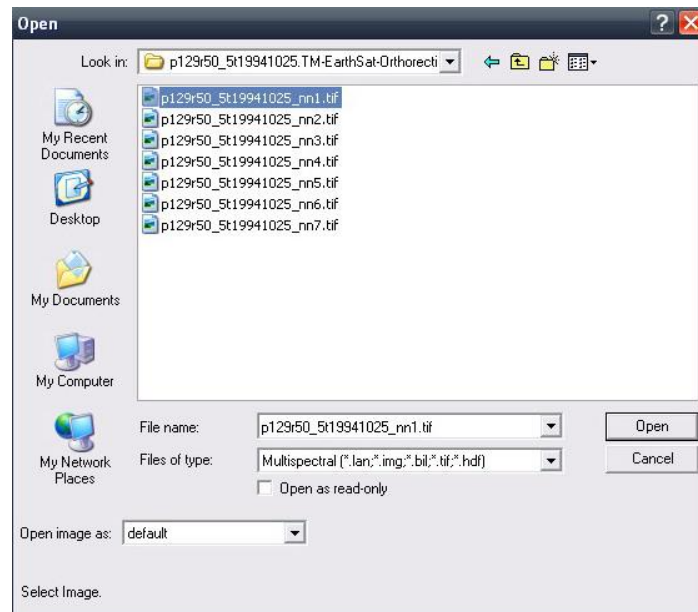 Open
Look in: p129r50_5t19941025.TM-EarthSat-Orthorecti
My Recent
Documents
Desktop
My Documents
My Computer
My Network
Places
p129r50_5t19941025_nn1.tif
p129r50_5t19941025_nn2.tif
p129r50_5t19941025_nn3.tif
p129r50_5t19941025_nn4.tif
p129r50_5t19941025_nn5.tif
p129r50_5t19941025_nn6.tif
p129r50_5t19941025_nn7.tif
File name: p129r50_5t19941025_nn1.tif Open
Files of type: Multispectral (*.lan;*.img;*.bil;*.tif;*.hdf) Cancel
Open as read-only
Open image as: default
Select Image.